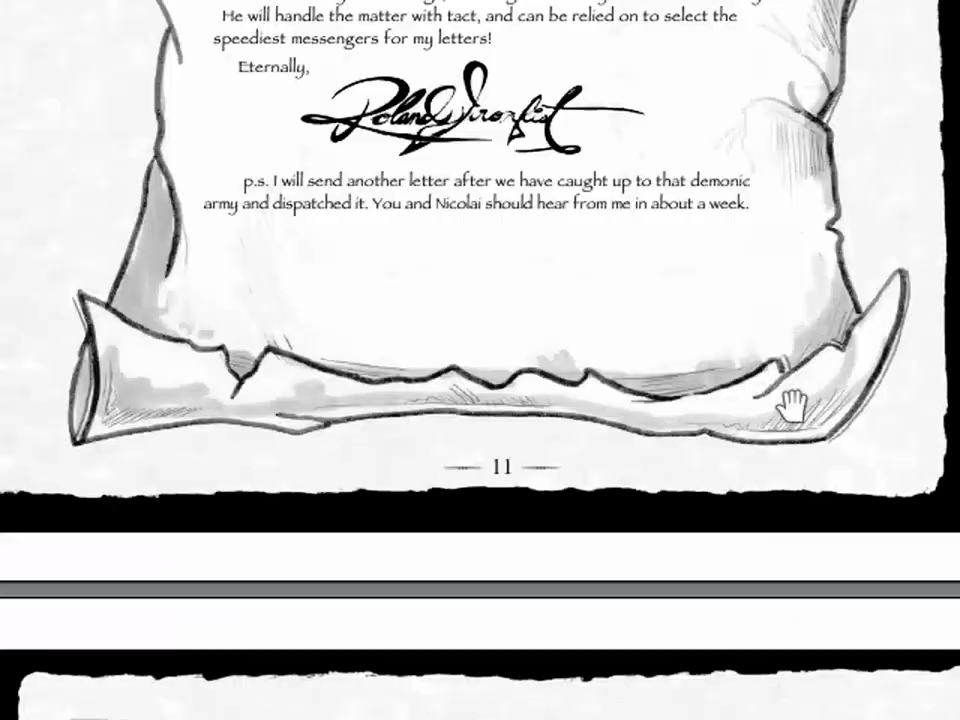 He will handle the matter with tact, and can be relied on to select the
speediest messengers for my letters!
Eternally,
Roland Ironfist
p.s. I will send another letter after we have caught up to that demonic
army and dispatched it. You and Nicolai should hear from me in about a week.
11